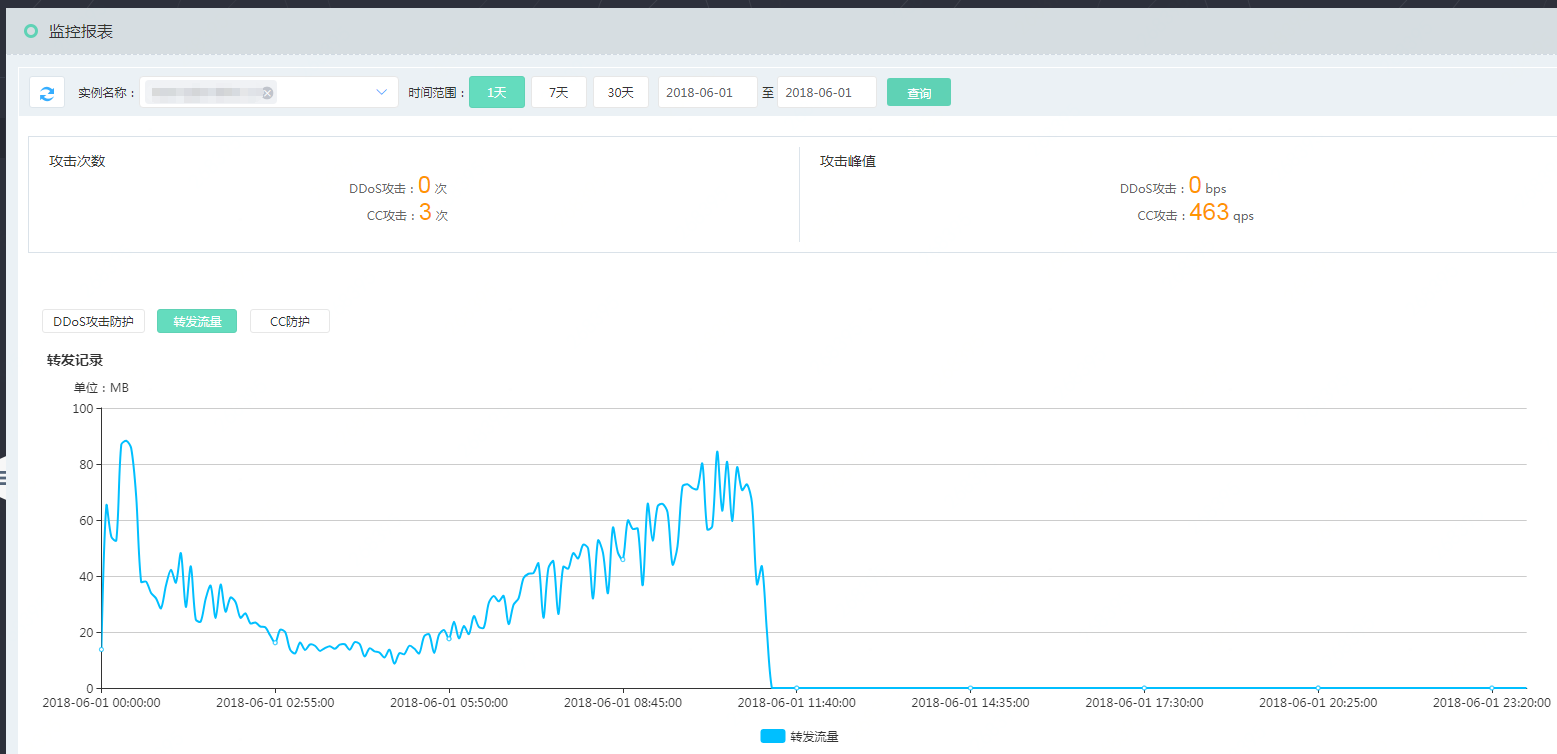 监控报表
实例名称： 时间范围： 1天 7天 30天 2018-06-01 至 2018-06-01 查询
攻击次数
DDoS攻击：0 次
CC攻击：3 次
攻击峰值
DDoS攻击：0 bps
CC攻击：463 qps
DDoS攻击防护 转发流量 CC防护
转发记录
单位：MB
100
80
60
40
20
0
2018-06-01 00:00:00 2018-06-01 02:55:00 2018-06-01 05:50:00 2018-06-01 08:45:00 2018-06-01 11:40:00 2018-06-01 14:35:00 2018-06-01 17:30:00 2018-06-01 20:25:00 2018-06-01 23:20:00
转发流量